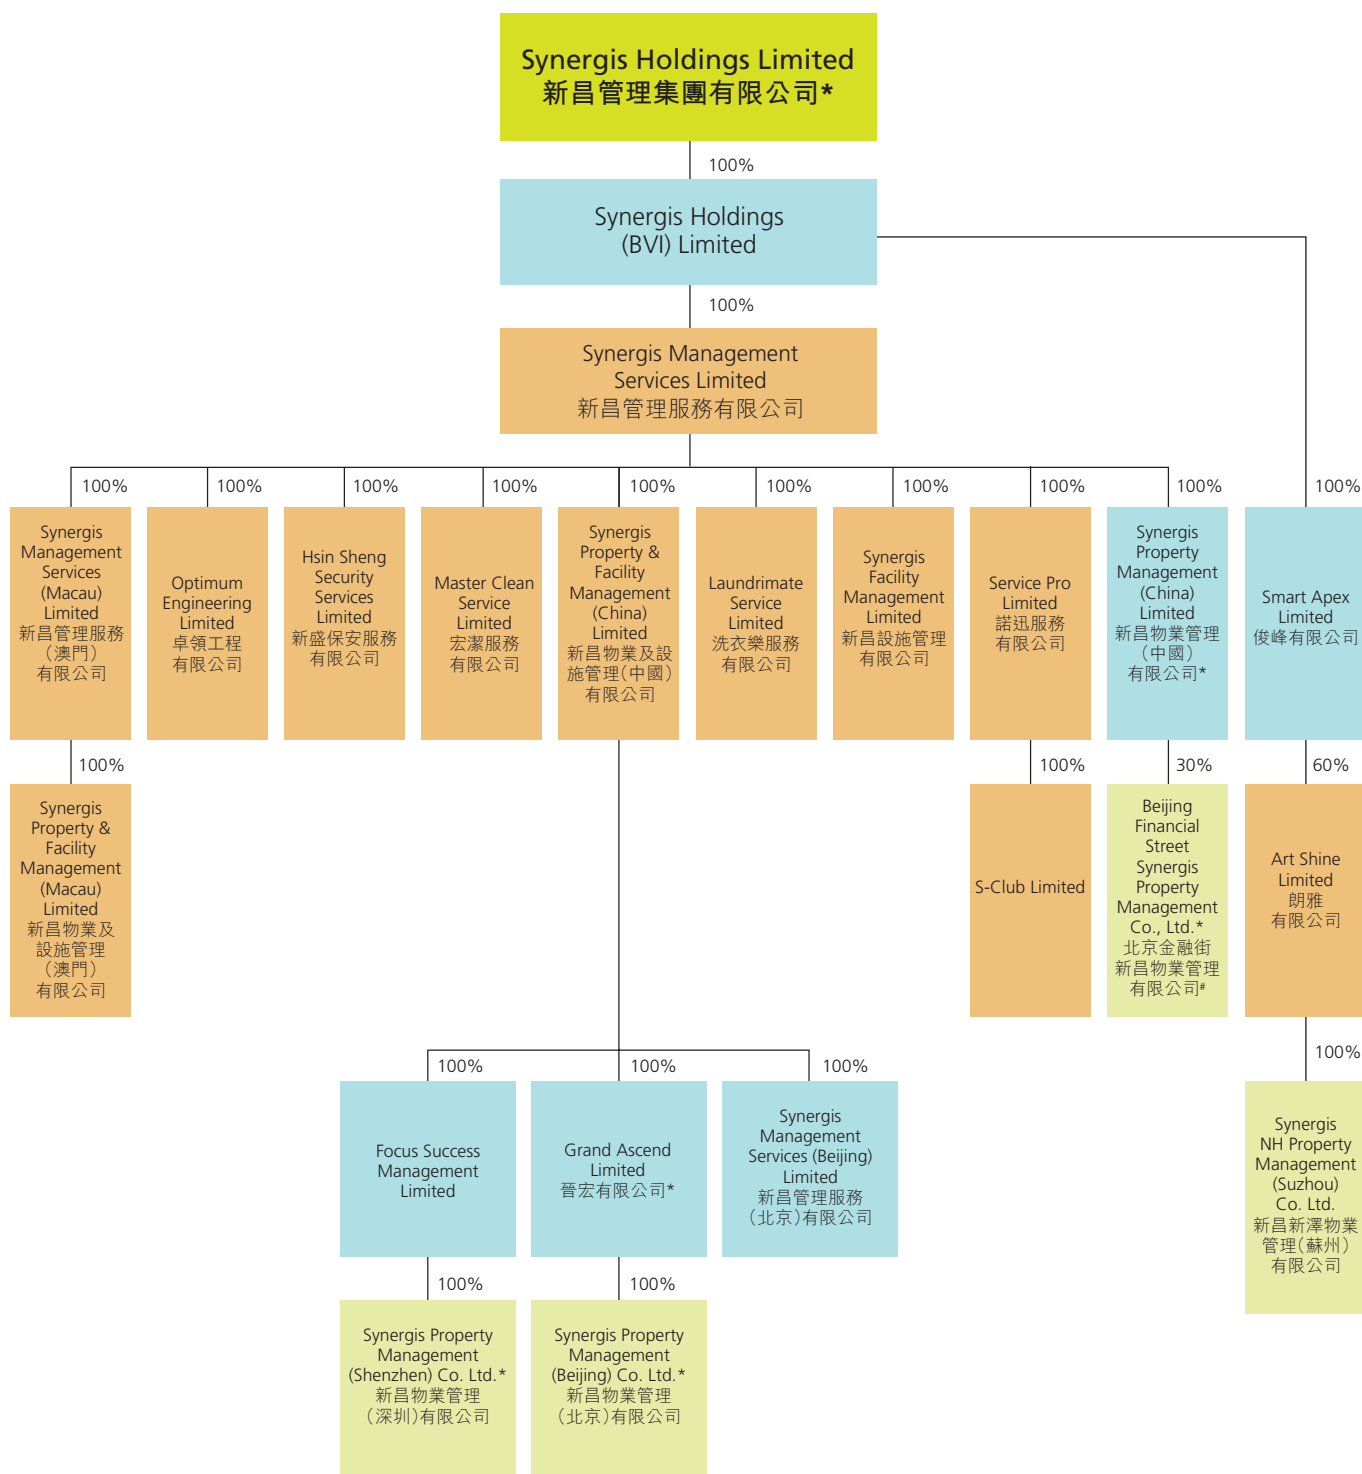 Synergis Holdings Limited
新昌管理集團有限公司*
100%
Synergis Holdings
(BVI) Limited
100%
Synergis Management
Services Limited
新昌管理服務有限公司
100%
100%
100%
100%
100%
100%
100%
100%
100%
100%
Synergis
Management
Services
(Macau)
Limited
新昌管理服務
(澳門)
有限公司
Optimum
Engineering
Limited
卓領工程
有限公司
Hsin Sheng
Security
Services
Limited
新盛保安服務
有限公司
Master Clean
Service
Limited
宏潔服務
有限公司
Synergis
Property &
Facility
Management
(China)
Limited
新昌物業及設
施管理(中國)
有限公司
Laundrimate
Service
Limited
洗衣樂服務
有限公司
Synergis
Facility
Management
Limited
新昌設施管理
有限公司
Service Pro
Limited
諾迅服務
有限公司
Synergis
Property
Management
(China)
Limited
新昌物業管理
(中國)
有限公司*
Smart Apex
Limited
俊峰有限公司
100%
100%
30%
60%
Synergis
Property &
Facility
Management
(Macau)
Limited
新昌物業及
設施管理
(澳門)
有限公司
S-Club Limited
Beijing
Financial
Street
Synergis
Property
Management
Co., Ltd.*
北京金融街
新昌物業管理
有限公司#
Art Shine
Limited
朗雅
有限公司
100%
100%
100%
100%
Focus Success
Management
Limited
Grand Ascend
Limited
晉宏有限公司*
Synergis
Management
Services (Beijing)
Limited
新昌管理服務
(北京)有限公司
Synergis
NH Property
Management
(Suzhou)
Co. Ltd.
新昌新澤物業
管理(蘇州)
有限公司
100%
100%
Synergis Property
Management
(Shenzhen) Co. Ltd.*
新昌物業管理
(深圳)有限公司
Synergis Property
Management
(Beijing) Co. Ltd.*
新昌物業管理
(北京)有限公司